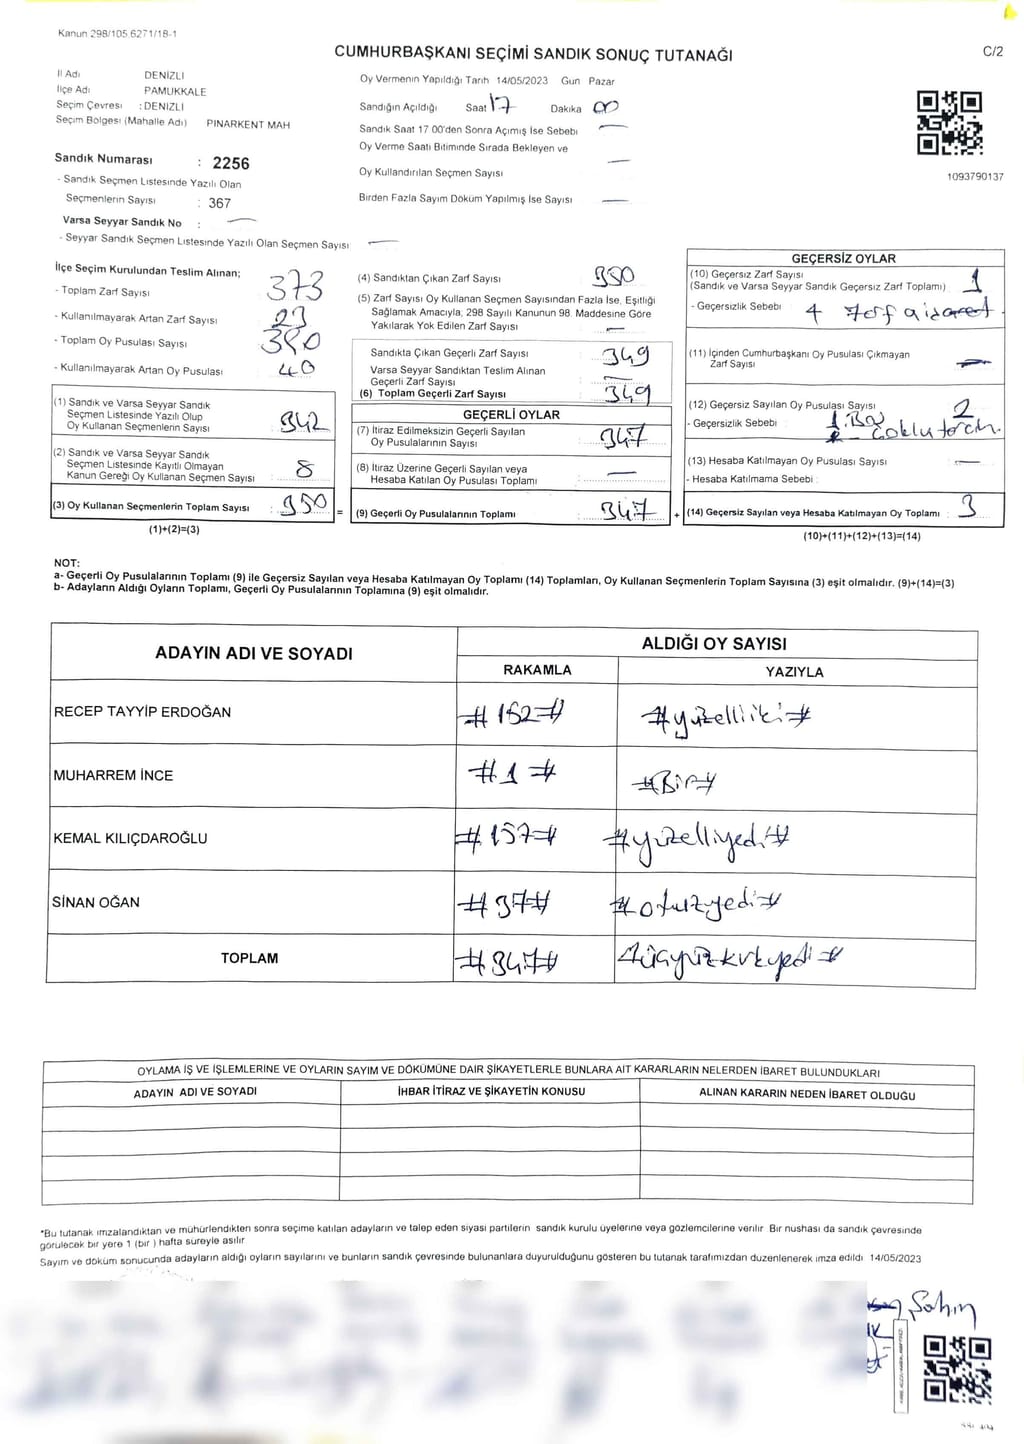 Kanun 298/105 6271/18-1
CUMHURBAŞKANI SEÇİMİ SANDIK SONUÇ TUTANAĞI
C/2
İl Adı DENİZLİ
İlçe Adı PAMUKKALE
Seçim Çevresi : DENİZLİ
Seçim Bölgesi (Mahalle Adı) PINARKENT MAH
Sandık Numarası : 2256
- Sandık Seçmen Listesinde Yazılı Olan
Seçmenlerin Sayısı : 367
Varsa Seyyar Sandık No : —
- Seyyar Sandık Seçmen Listesinde Yazılı Olan Seçmen Sayısı —
Oy Vermenin Yapıldığı Tarih 14/05/2023 Gün Pazar
Sandığın Açıldığı Saat 17 Dakika 00
Sandık Saat 17 00'den Sonra Açımış İse Sebebi —
Oy Verme Saati Bitiminde Sırada Bekleyen ve
Oy Kullandırılan Seçmen Sayısı —
Birden Fazla Sayım Döküm Yapılmış İse Sayısı —
1093790137
İlçe Seçim Kurulundan Teslim Alınan;
- Toplam Zarf Sayısı 373
- Kullanılmayarak Artan Zarf Sayısı 23
- Toplam Oy Pusulası Sayısı 390
- Kullanılmayarak Artan Oy Pusulası 40
(1) Sandık ve Varsa Seyyar Sandık
Seçmen Listesinde Yazılı Olup
Oy Kullanan Seçmenlerin Sayısı 342
(2) Sandık ve Varsa Seyyar Sandık
Seçmen Listesinde Kayıtlı Olmayan
Kanun Gereği Oy Kullanan Seçmen Sayısı 8
(3) Oy Kullanan Seçmenlerin Toplam Sayısı : 350 =
(1)+(2)=(3)
(4) Sandıktan Çıkan Zarf Sayısı : 350
(5) Zarf Sayısı Oy Kullanan Seçmen Sayısından Fazla İse, Eşitliği
Sağlamak Amacıyla, 298 Sayılı Kanunun 98. Maddesine Göre
Yakılarak Yok Edilen Zarf Sayısı : —
Sandıkta Çıkan Geçerli Zarf Sayısı : 349
Varsa Seyyar Sandıktan Teslim Alınan
Geçerli Zarf Sayısı : —
(6) Toplam Geçerli Zarf Sayısı : 349
GEÇERLİ OYLAR
(7) İtiraz Edilmeksizin Geçerli Sayılan
Oy Pusulalarının Sayısı : 347
(8) İtiraz Üzerine Geçerli Sayılan veya
Hesaba Katılan Oy Pusulası Toplamı : —
(9) Geçerli Oy Pusulalarının Toplamı : 347 +
GEÇERSİZ OYLAR
(10) Geçersiz Zarf Sayısı
(Sandık ve Varsa Seyyar Sandık Geçersiz Zarf Toplamı) 1
- Geçersizlik Sebebi :
(11) İçinden Cumhurbaşkanı Oy Pusulası Çıkmayan
Zarf Sayısı : —
(12) Geçersiz Sayılan Oy Pusulası Sayısı : 2
- Geçersizlik Sebebi :
(13) Hesaba Katılmayan Oy Pusulası Sayısı : —
- Hesaba Katılmama Sebebi :
(14) Geçersiz Sayılan veya Hesaba Katılmayan Oy Toplamı : 3
(10)+(11)+(12)+(13)=(14)
NOT:
a- Geçerli Oy Pusulalarının Toplamı (9) ile Geçersiz Sayılan veya Hesaba Katılmayan Oy Toplamı (14) Toplamları, Oy Kullanan Seçmenlerin Toplam Sayısına (3) eşit olmalıdır. (9)+(14)=(3)
b- Adayların Aldığı Oyların Toplamı, Geçerli Oy Pusulalarının Toplamına (9) eşit olmalıdır.
ADAYIN ADI VE SOYADI
ALDIĞI OY SAYISI
RAKAMLA YAZIYLA
RECEP TAYYİP ERDOĞAN #152# #yüzelliiki#
MUHARREM İNCE #1# #Bir#
KEMAL KILIÇDAROĞLU #157# #yüzelliyedi#
SİNAN OĞAN #37# #otuzyedi#
TOPLAM #347# #üçyüzkırkyedi#
OYLAMA İŞ VE İŞLEMLERİNE VE OYLARIN SAYIM VE DÖKÜMÜNE DAİR ŞİKAYETLERLE BUNLARA AİT KARARLARIN NELERDEN İBARET BULUNDUKLARI
ADAYIN ADI VE SOYADI İHBAR İTİRAZ VE ŞİKAYETİN KONUSU ALINAN KARARIN NEDEN İBARET OLDUĞU
*Bu tutanak imzalandıktan ve mühürlendikten sonra seçime katılan adayların ve talep eden siyasi partilerin sandık kurulu üyelerine veya gözlemcilerine verilir Bir nushası da sandık çevresinde
görülecek bir yere 1 (bir ) hafta süreyle asılır
Sayım ve döküm sonucunda adayların aldığı oyların sayılarını ve bunların sandık çevresinde bulunanlara duyurulduğunu gösteren bu tutanak tarafımızdan düzenlenerek imza edildi 14/05/2023
Şahin